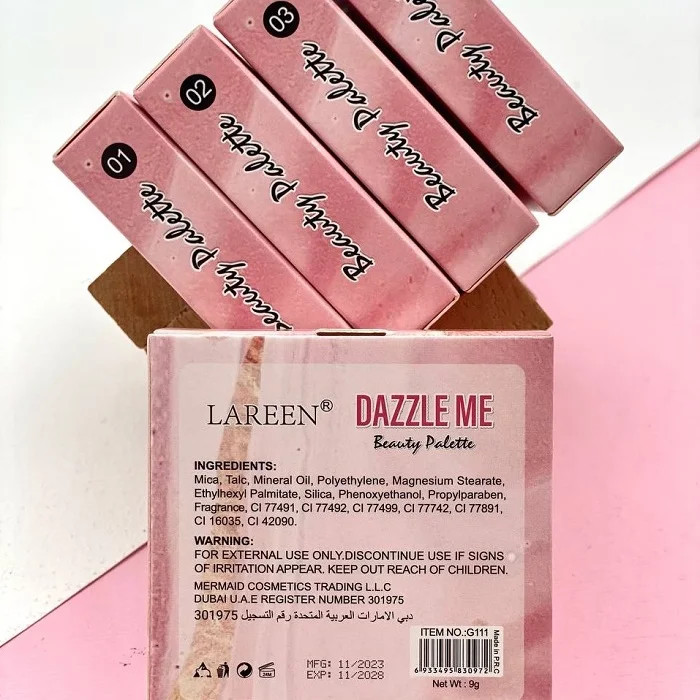 03
02
01
Beauty Palette
Beauty Palette
Beauty Palette
Beauty Palette
LAREEN® DAZZLE ME
Beauty Palette
INGREDIENTS:
Mica, Talc, Mineral Oil, Polyethylene, Magnesium Stearate,
Ethylhexyl Palmitate, Silica, Phenoxyethanol, Propylparaben,
Fragrance, CI 77491, CI 77492, CI 77499, CI 77742, CI 77891,
CI 16035, CI 42090.
WARNING:
FOR EXTERNAL USE ONLY.DISCONTINUE USE IF SIGNS
OF IRRITATION APPEAR. KEEP OUT REACH OF CHILDREN.
MERMAID COSMETICS TRADING L.L.C
DUBAI U.A.E REGISTER NUMBER 301975
دبي الامارات العربية المتحدة رقم التسجيل 301975
ITEM NO.:G111
Made in P.R.C
24M
MFG: 11/2023
EXP: 11/2028
6 933495 830972
Net Wt : 9g